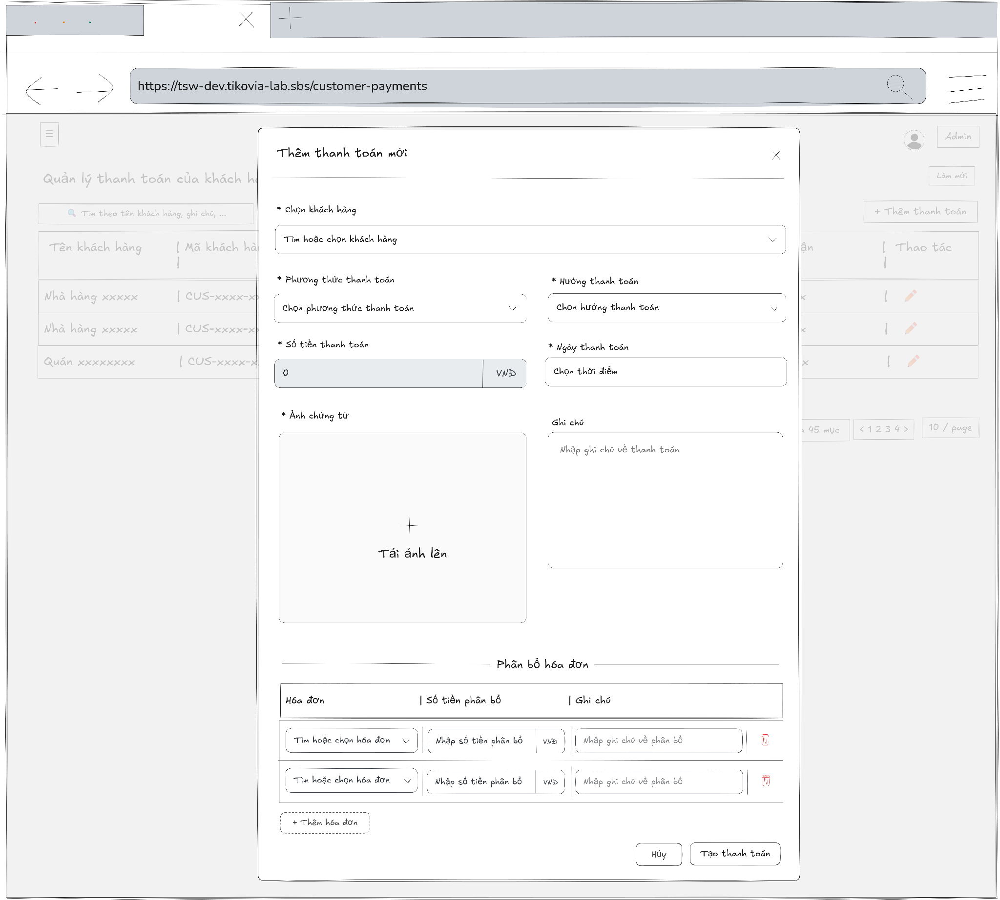 https://tsw-dev.tikovia-lab.sbs/customer-payments
Admin
Thêm thanh toán mới
Quản lý thanh toán của khách
Làm mới
* Chọn khách hàng
🔍 Tìm theo tên khách hàng, ghi chú, ...
+ Thêm thanh toán
Tìm hoặc chọn khách hàng
Tên khách hàng | Mã khách
| Thao tác
|
|
* Phương thức thanh toán
* Hướng thanh toán
Nhà hàng xxxxx | CUS-xxxx-x
x |
Chọn phương thức thanh toán
Chọn hướng thanh toán
Nhà hàng xxxxx | CUS-xxxx-x
x |
* Số tiền thanh toán
* Ngày thanh toán
Quán xxxxxxxx | CUS-xxxx-x
x |
0 VNĐ
Chọn thời điểm
* Ảnh chứng từ
Ghi chú
45 mục
< 1 2 3 4 >
10 / page
Nhập ghi chú về thanh toán
Tải ảnh lên
Phân bổ hóa đơn
Hóa đơn | Số tiền phân bổ | Ghi chú
Tìm hoặc chọn hóa đơn Nhập số tiền phân bổ VNĐ Nhập ghi chú về phân bổ
Tìm hoặc chọn hóa đơn Nhập số tiền phân bổ VNĐ Nhập ghi chú về phân bổ
+ Thêm hóa đơn
Hủy
Tạo thanh toán